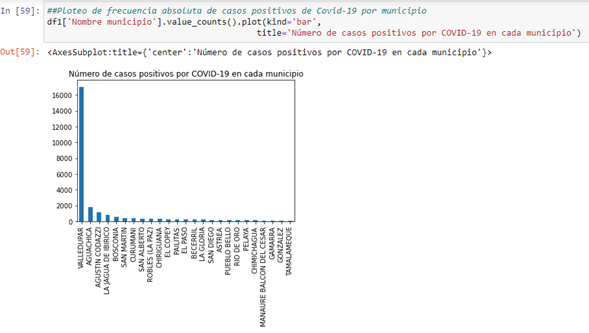 In [59]: ##Ploteo de frecuencia absoluta de casos positivos de Covid-19 por municipio
df1['Nombre municipio'].value_counts().plot(kind='bar',
title='Número de casos positivos por COVID-19 en cada municipio')
Out[59]: <AxesSubplot:title={'center':'Número de casos positivos por COVID-19 en cada municipio'}>
Número de casos positivos por COVID-19 en cada municipio
16000
14000
12000
10000
8000
6000
4000
2000
0
VALLEDUPAR
AGUACHICA
AGUSTIN CODAZZI
LA JAGUA DE IBIRICO
BOSCONIA
SAN MARTIN
CURUMANI
SAN ALBERTO
ROBLES (LA PAZ)
CHIRIGUANA
EL COPEY
PAILITAS
EL PASO
BECERRIL
LA GLORIA
SAN DIEGO
ASTREA
PUEBLO BELLO
RIO DE ORO
PELAYA
CHIMICHAGUA
MANAURE BALCON DEL CESAR
GAMARRA
GONZALEZ
TAMALAMEQUE